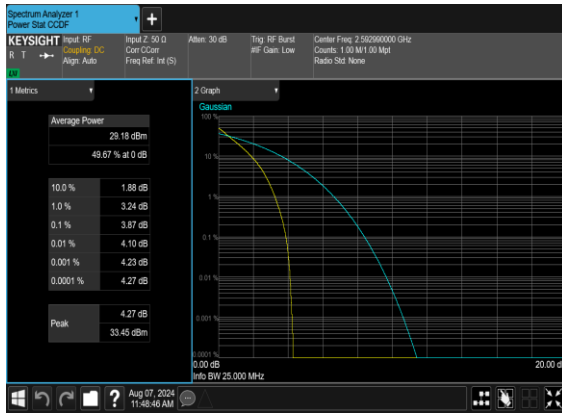 Spectrum Analyzer 1
Power Stat CCDF
KEYSIGHT
R T
LXI
Input: RF
Coupling: DC
Align: Auto
Input Z: 50 Ω
Corr CCorr
Freq Ref: Int (S)
Atten: 30 dB
Trig: RF Burst
#IF Gain: Low
Center Freq: 2.592990000 GHz
Counts: 1.00 M/1.00 Mpt
Radio Std: None
1 Metrics
Average Power
29.18 dBm
49.67 % at 0 dB
10.0 % 1.88 dB
1.0 % 3.24 dB
0.1 % 3.87 dB
0.01 % 4.10 dB
0.001 % 4.23 dB
0.0001 % 4.27 dB
Peak
4.27 dB
33.45 dBm
2 Graph
Gaussian
100 %
10 %
1 %
0.1 %
0.01 %
0.001 %
0.0001 %
0.00 dB
20.00 d
Info BW 25.000 MHz
?
Aug 07, 2024
11:48:46 AM